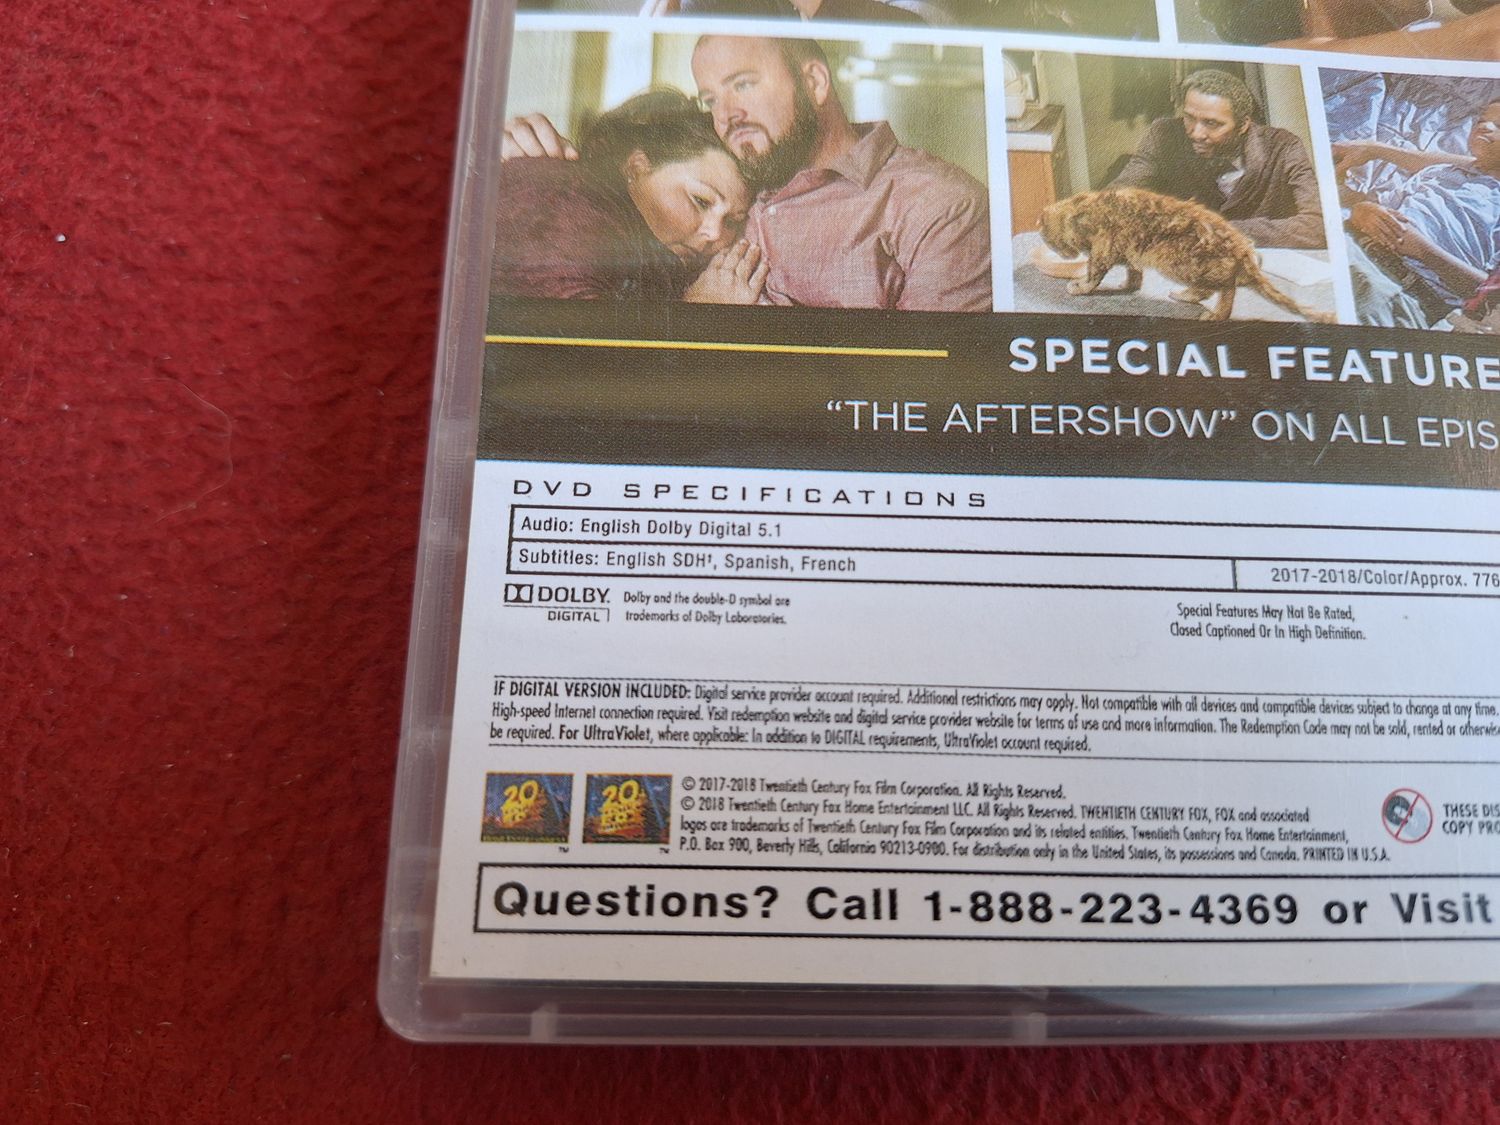 SPECIAL FEATURE
“THE AFTERSHOW” ON ALL EPIS
DVD SPECIFICATIONS
Audio: English Dolby Digital 5.1
Subtitles: English SDH†, Spanish, French
2017-2018/Color/Approx. 776
DOLBY
DIGITAL
Dolby and the double-D symbol are
trademarks of Dolby Laboratories.
Special Features May Not Be Rated,
Closed Captioned Or In High Definition.
IF DIGITAL VERSION INCLUDED: Digital service provider account required. Additional restrictions may apply. Not compatible with all devices and compatible devices subject to change at any time.
High-speed Internet connection required. Visit redemption website and digital service provider website for terms of use and more information. The Redemption Code may not be sold, rented or otherwise
be required. For UltraViolet, where applicable: In addition to DIGITAL requirements, UltraViolet account required.
20
20
TM
TM
© 2017-2018 Twentieth Century Fox Film Corporation. All Rights Reserved.
© 2018 Twentieth Century Fox Home Entertainment LLC. All Rights Reserved. TWENTIETH CENTURY FOX, FOX and associated
logos are trademarks of Twentieth Century Fox Film Corporation and its related entities. Twentieth Century Fox Home Entertainment,
P.O. Box 900, Beverly Hills, California 90213-0900. For distribution only in the United States, its possessions and Canada. PRINTED IN U.S.A.
THESE DIS
COPY PRO
Questions? Call 1-888-223-4369 or Visit